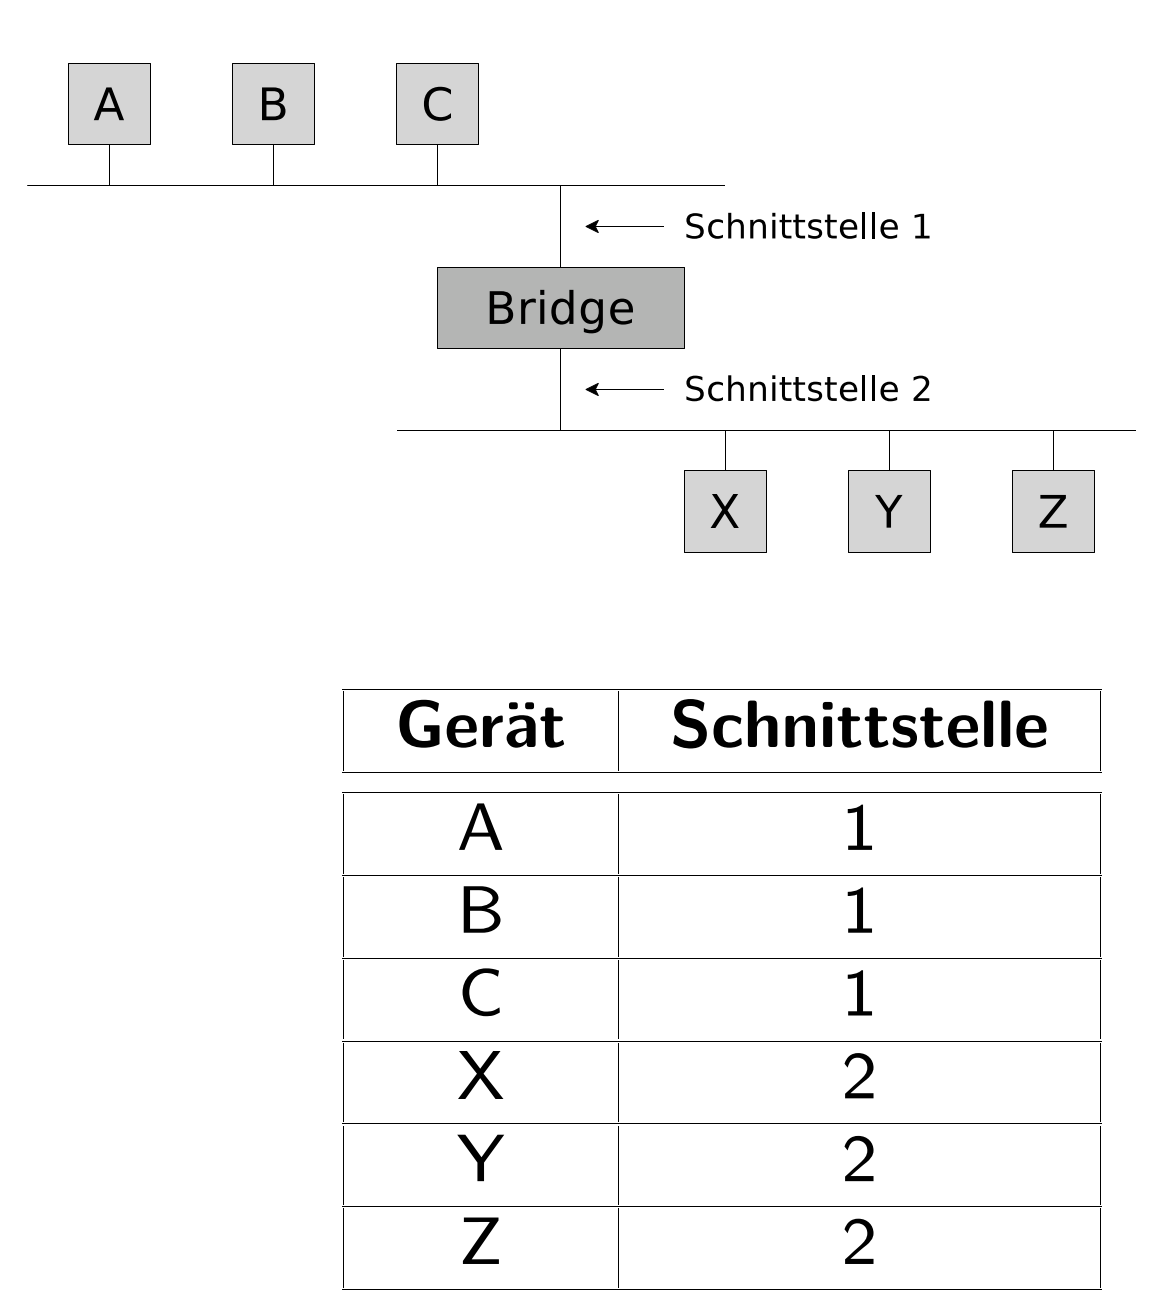 A B C
Schnittstelle 1
Bridge
Schnittstelle 2
X Y Z
Gerät Schnittstelle
A 1
B 1
C 1
X 2
Y 2
Z 2